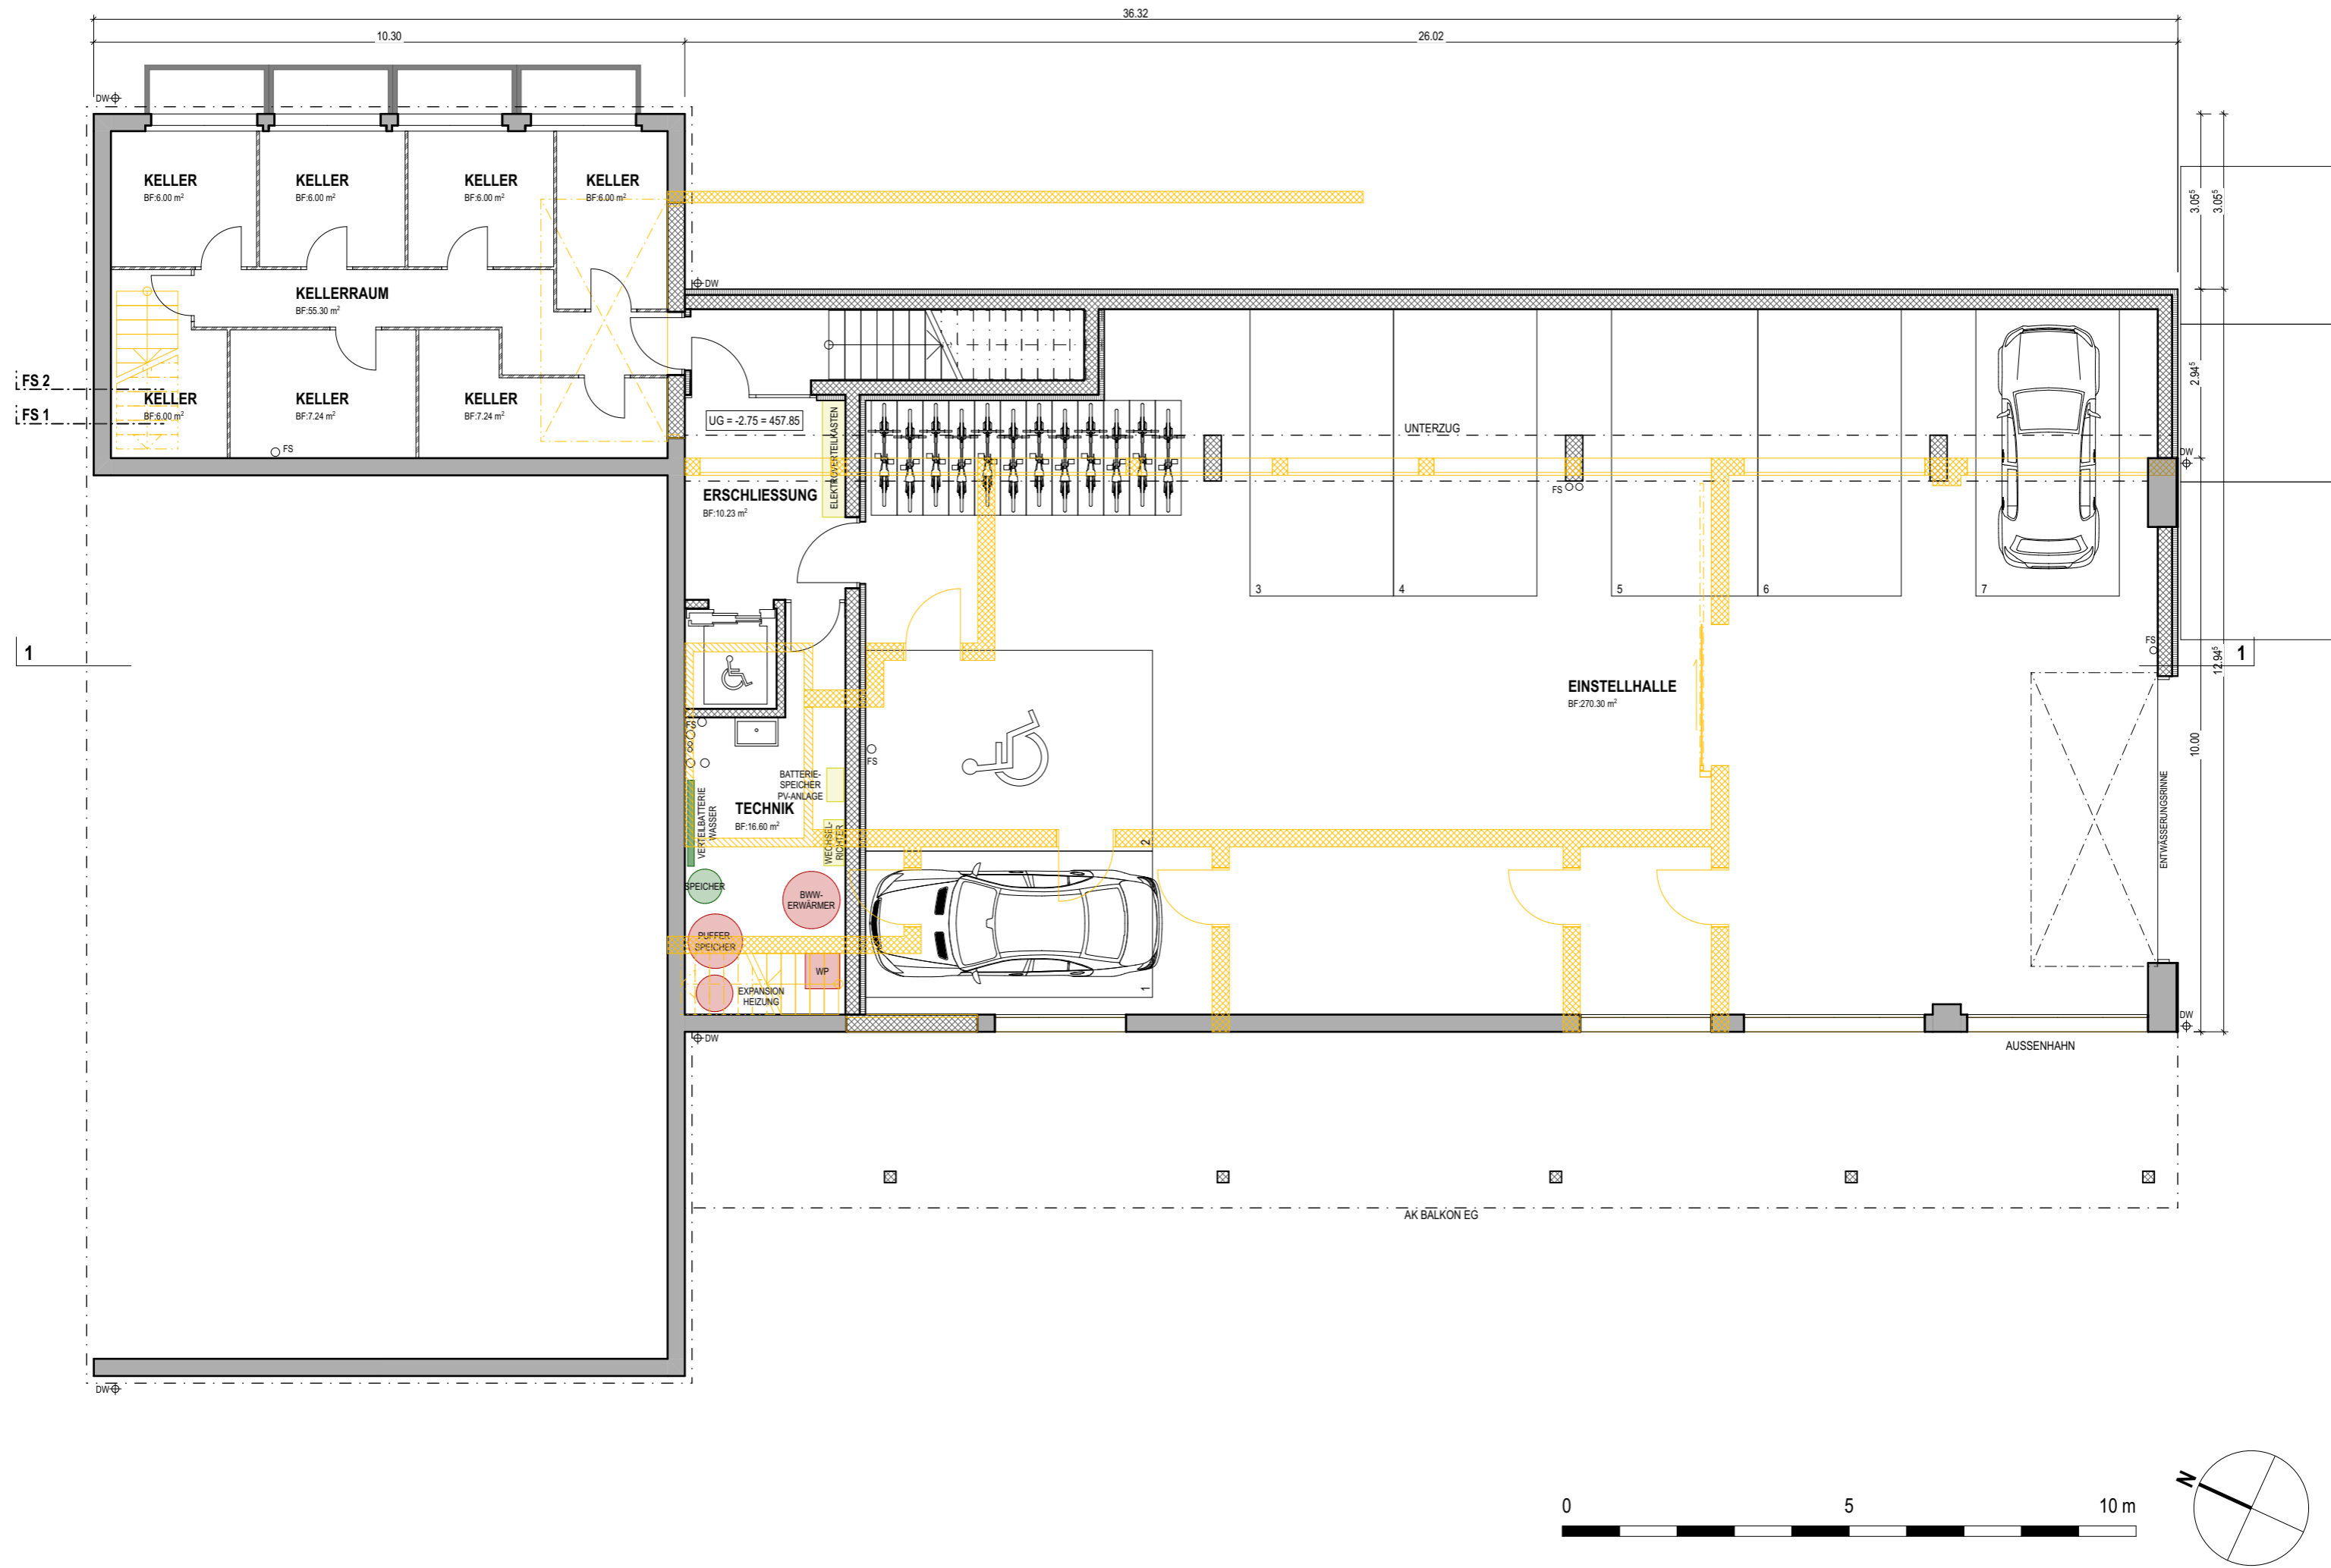 36.32
10.30
26.02
DW
3.05⁵
3.05⁵
KELLER
BF:6.00 m²
KELLER
BF:6.00 m²
KELLER
BF:6.00 m²
KELLER
BF:6.00 m²
DW
KELLERRAUM
BF:55.30 m²
2.94⁵
FS 2
FS 1
KELLER
BF:6.00 m²
KELLER
BF:7.24 m²
KELLER
BF:7.24 m²
FS
UG = -2.75 = 457.85
ELEKTROVERTEILKASTEN
UNTERZUG
DW
ERSCHLIESSUNG
BF:10.23 m²
FS
3
4
5
6
7
1
FS
1
12.94⁵
EINSTELLHALLE
BF:270.30 m²
FS
FS
10.00
BATTERIE-
SPEICHER
PV-ANLAGE
TECHNIK
BF:16.60 m²
VERTEILBATTERIE
WASSER
WECHSEL-
RICHTER
2
ENTWÄSSERUNGSRINNE
SPEICHER
BWW-
ERWÄRMER
PUFFER
SPEICHER
WP
EXPANSION
HEIZUNG
1
DW
DW
AUSSENHAHN
AK BALKON EG
DW
N
0
5
10 m